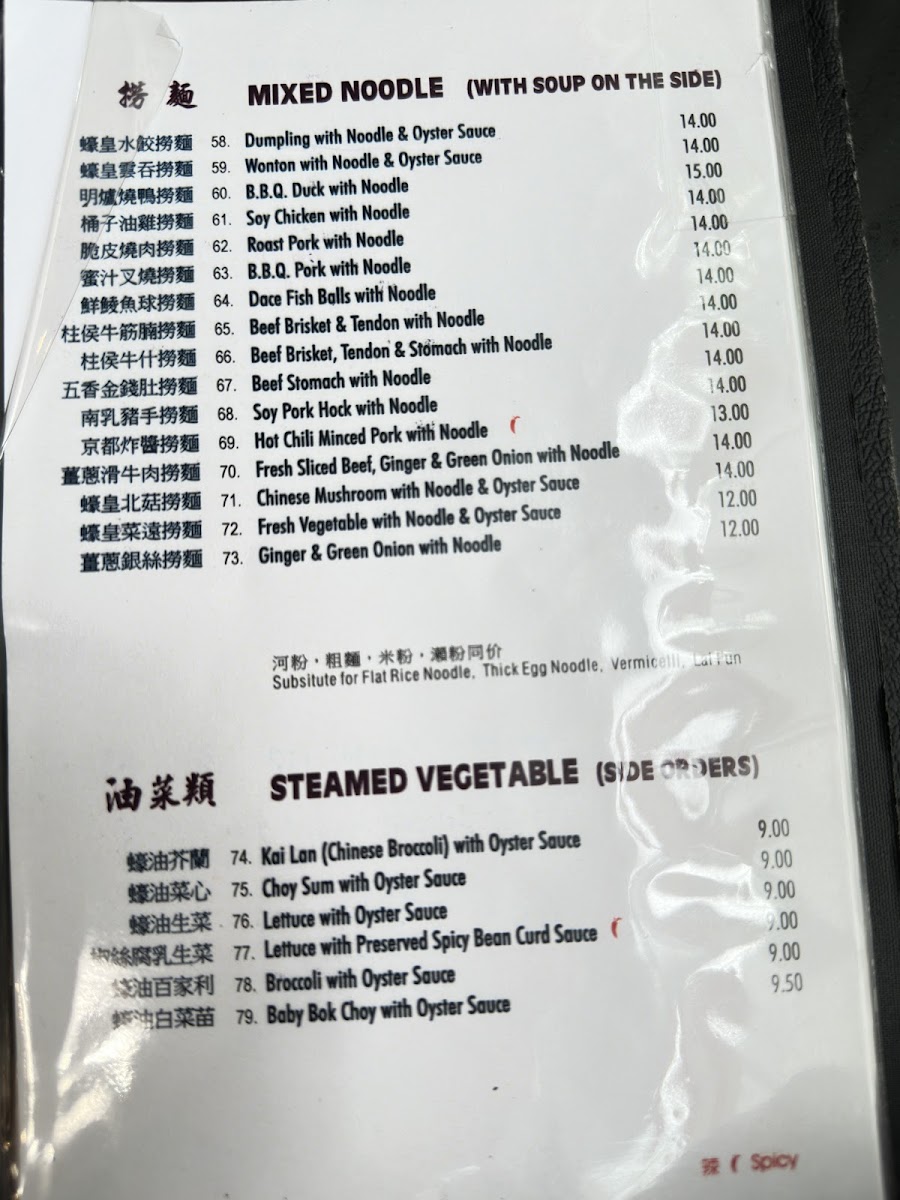 撈麵 MIXED NOODLE (WITH SOUP ON THE SIDE)
蠔皇水餃撈麵 58. Dumpling with Noodle & Oyster Sauce 14.00
蠔皇雲吞撈麵 59. Wonton with Noodle & Oyster Sauce 14.00
明爐燒鴨撈麵 60. B.B.Q. Duck with Noodle 15.00
桶子油雞撈麵 61. Soy Chicken with Noodle 14.00
脆皮燒肉撈麵 62. Roast Pork with Noodle 14.00
蜜汁叉燒撈麵 63. B.B.Q. Pork with Noodle 14.00
鮮鯪魚球撈麵 64. Dace Fish Balls with Noodle 14.00
柱侯牛筋腩撈麵 65. Beef Brisket & Tendon with Noodle 14.00
柱侯牛什撈麵 66. Beef Brisket, Tendon & Stomach with Noodle 14.00
五香金錢肚撈麵 67. Beef Stomach with Noodle 14.00
南乳豬手撈麵 68. Soy Pork Hock with Noodle 14.00
京都炸醬撈麵 69. Hot Chili Minced Pork with Noodle 13.00
薑蔥滑牛肉撈麵 70. Fresh Sliced Beef, Ginger & Green Onion with Noodle 14.00
蠔皇北菇撈麵 71. Chinese Mushroom with Noodle & Oyster Sauce 14.00
蠔皇菜遠撈麵 72. Fresh Vegetable with Noodle & Oyster Sauce 12.00
薑蔥銀絲撈麵 73. Ginger & Green Onion with Noodle 12.00
河粉，粗麵，米粉，瀨粉同价
Subsitute for Flat Rice Noodle, Thick Egg Noodle, Vermicelli, Lai Fun
油菜類 STEAMED VEGETABLE (SIDE ORDERS)
蠔油芥蘭 74. Kai Lan (Chinese Broccoli) with Oyster Sauce 9.00
蠔油菜心 75. Choy Sum with Oyster Sauce 9.00
蠔油生菜 76. Lettuce with Oyster Sauce 9.00
椒絲腐乳生菜 77. Lettuce with Preserved Spicy Bean Curd Sauce 9.00
蠔油百家利 78. Broccoli with Oyster Sauce 9.00
蠔油白菜苗 79. Baby Bok Choy with Oyster Sauce 9.50
辣 Spicy